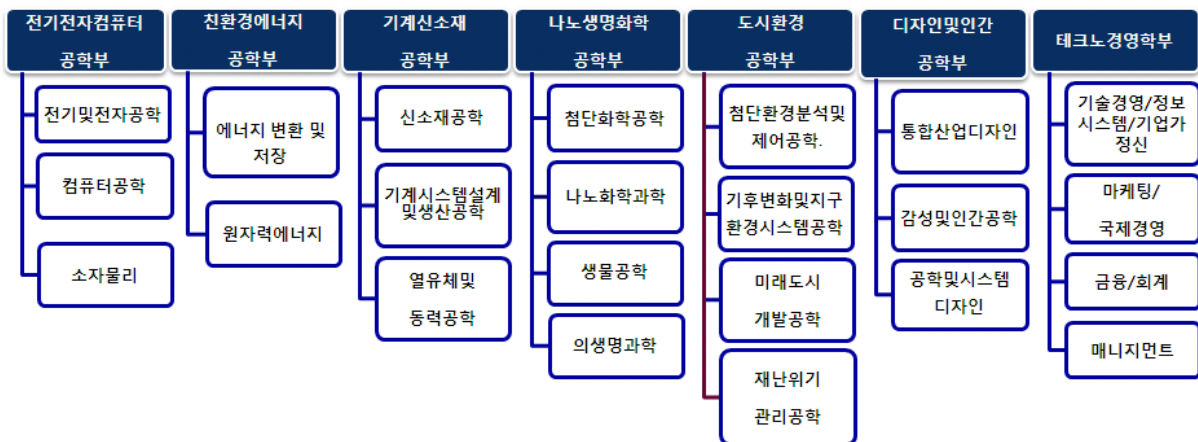 전기전자컴퓨터
공학부
전기및전자공학
컴퓨터공학
소자물리
친환경에너지
공학부
에너지 변환 및
저장
원자력에너지
기계신소재
공학부
신소재공학
기계시스템설계
및생산공학
열유체및
동력공학
나노생명화학
공학부
첨단화학공학
나노화학과학
생물공학
의생명과학
도시환경
공학부
첨단환경분석및
제어공학.
기후변화및지구
환경시스템공학
미래도시
개발공학
재난위기
관리공학
디자인및인간
공학부
통합산업디자인
감성및인간공학
공학및시스템
디자인
테크노경영학부
기술경영/정보
시스템/기업가
정신
마케팅/
국제경영
금융/회계
매니지먼트